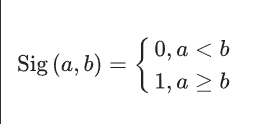 Sig (a, b) = { 0, a < b
1, a ≥ b